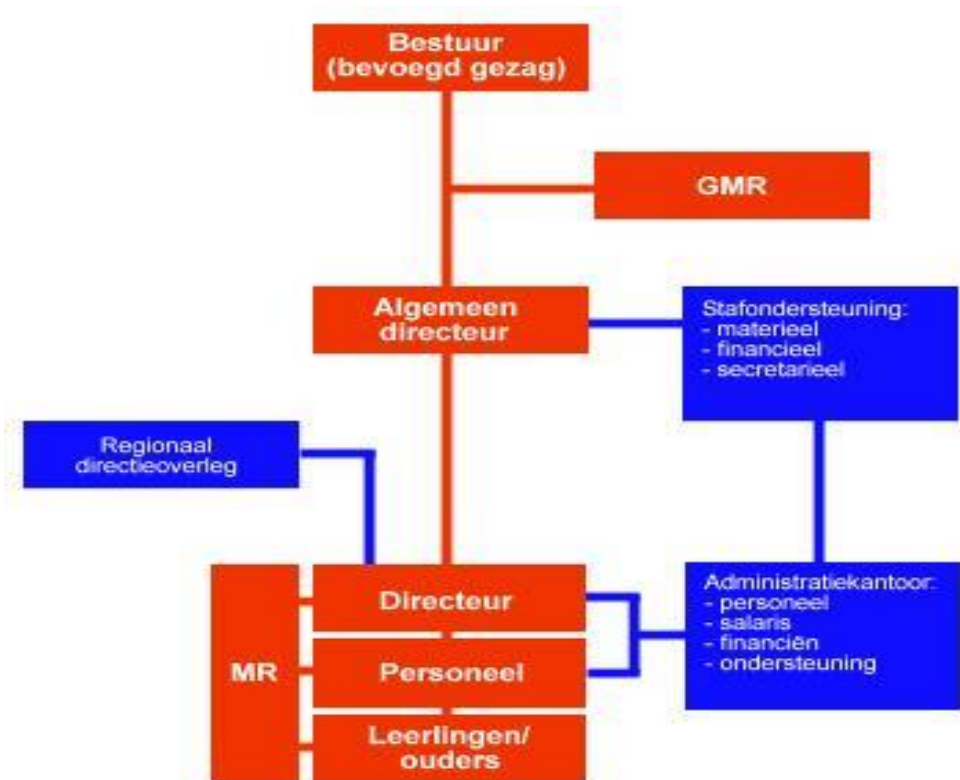 Bestuur
(bevoegd gezag)
GMR
Algemeen
directeur
Stafondersteuning:
- materieel
- financieel
- secretarieel
Regionaal
directieoverleg
MR
Directeur
Personeel
Leerlingen/
ouders
Administratiekantoor:
- personeel
- salaris
- financiën
- ondersteuning